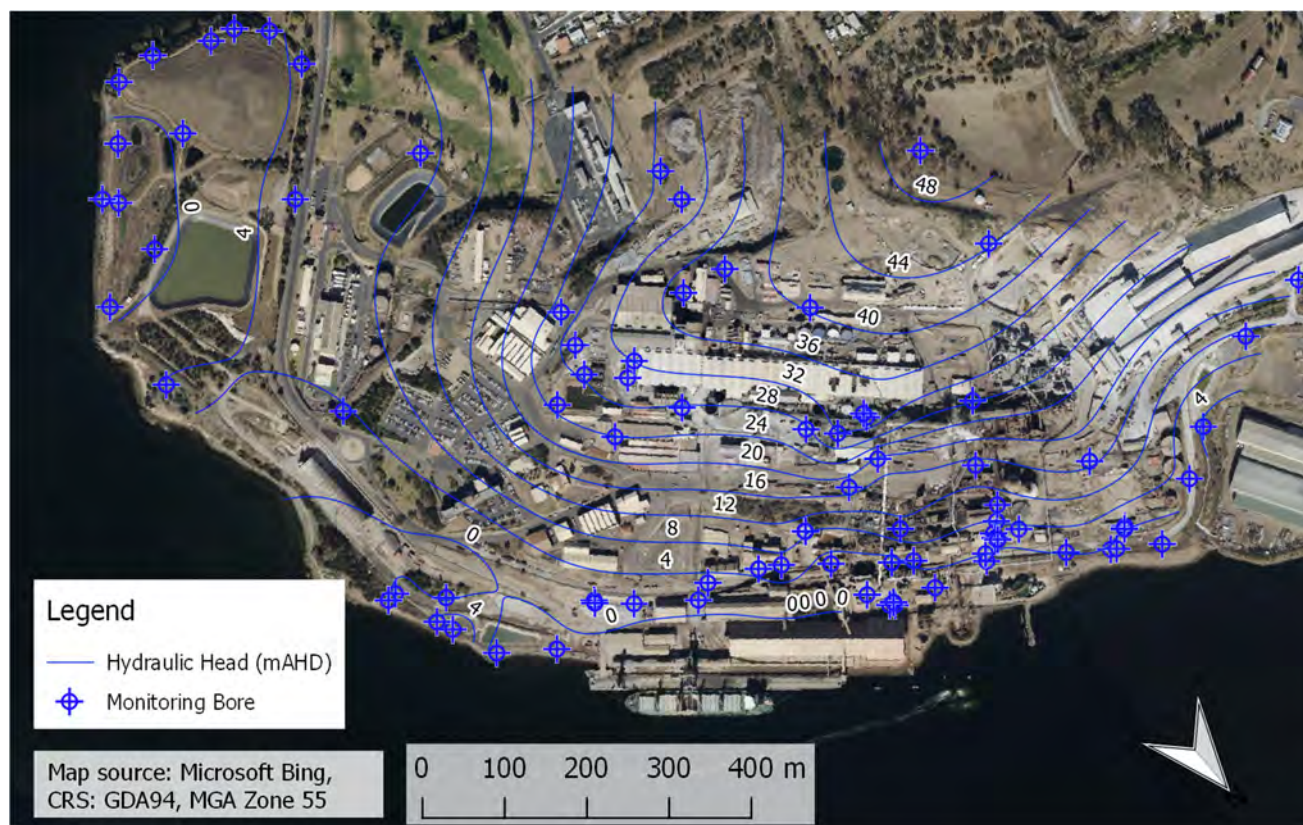 48
0
4
44
40
36
32
28
4
24
20
16
12
0
8
4
4
0
0 0 0 0
Legend
Hydraulic Head (mAHD)
Monitoring Bore
Map source: Microsoft Bing,
CRS: GDA94, MGA Zone 55
0 100 200 300 400 m